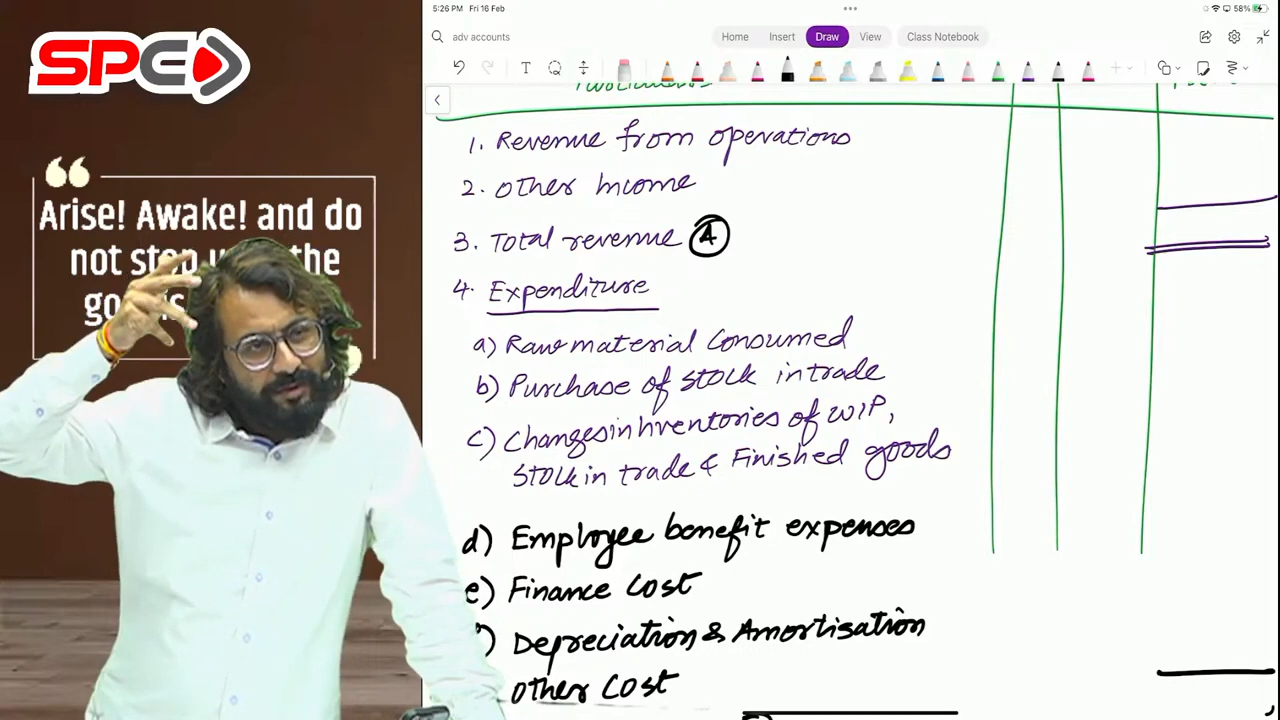 5:26 PM Fri 16 Feb
58%
adv accounts
Home Insert Draw View Class Notebook
SPED
Arise! Awake! and do
not stop the
go
1. Revenue from operations
2. Other Income
3. Total revenue A
4. Expenditure
a) Raw material Consumed
b) Purchase of Stock in trade
c) Changes in Inventories of WIP,
Stock in trade & Finished goods
d) Employee benefit expenses
e) Finance Cost
Depreciation & Amortisation
Other Cost